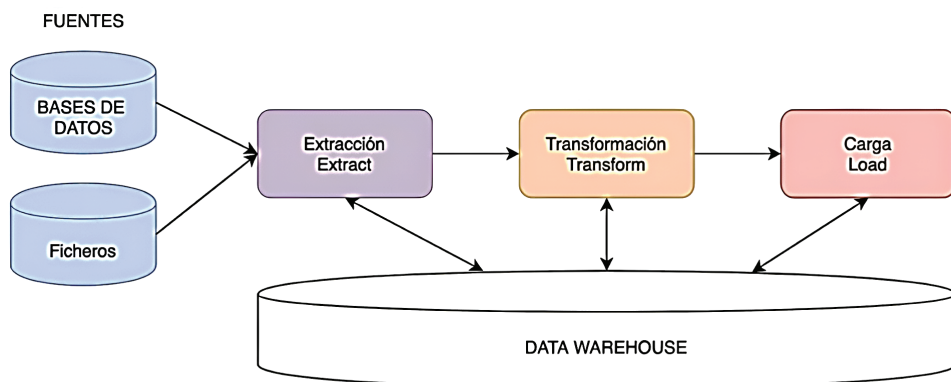 FUENTES
BASES DE
DATOS
Ficheros
Extracción
Extract
Transformación
Transform
Carga
Load
DATA WAREHOUSE